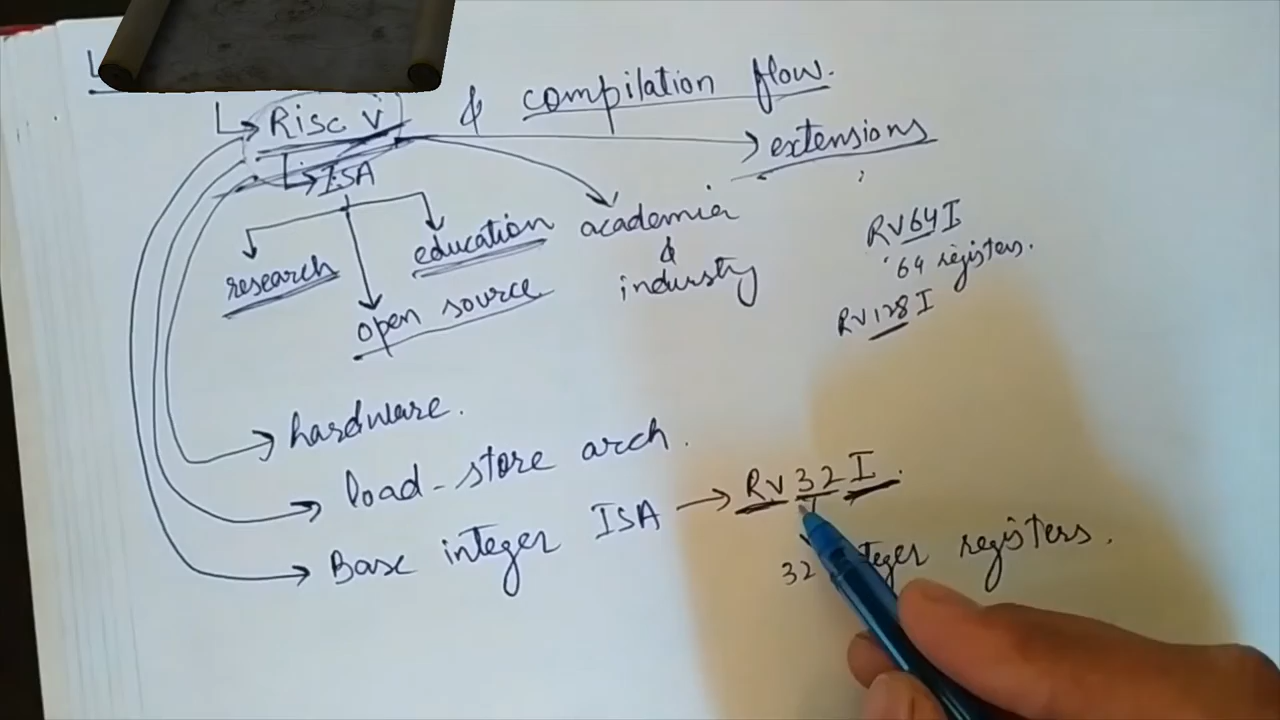 Risc v & compilation flow.
extensions
ISA
research
education
open source
academia
&
industry
RV64I
64 registers.
RV128I
hardware.
load-store arch.
Base integer ISA → RV32I.
32 registers.